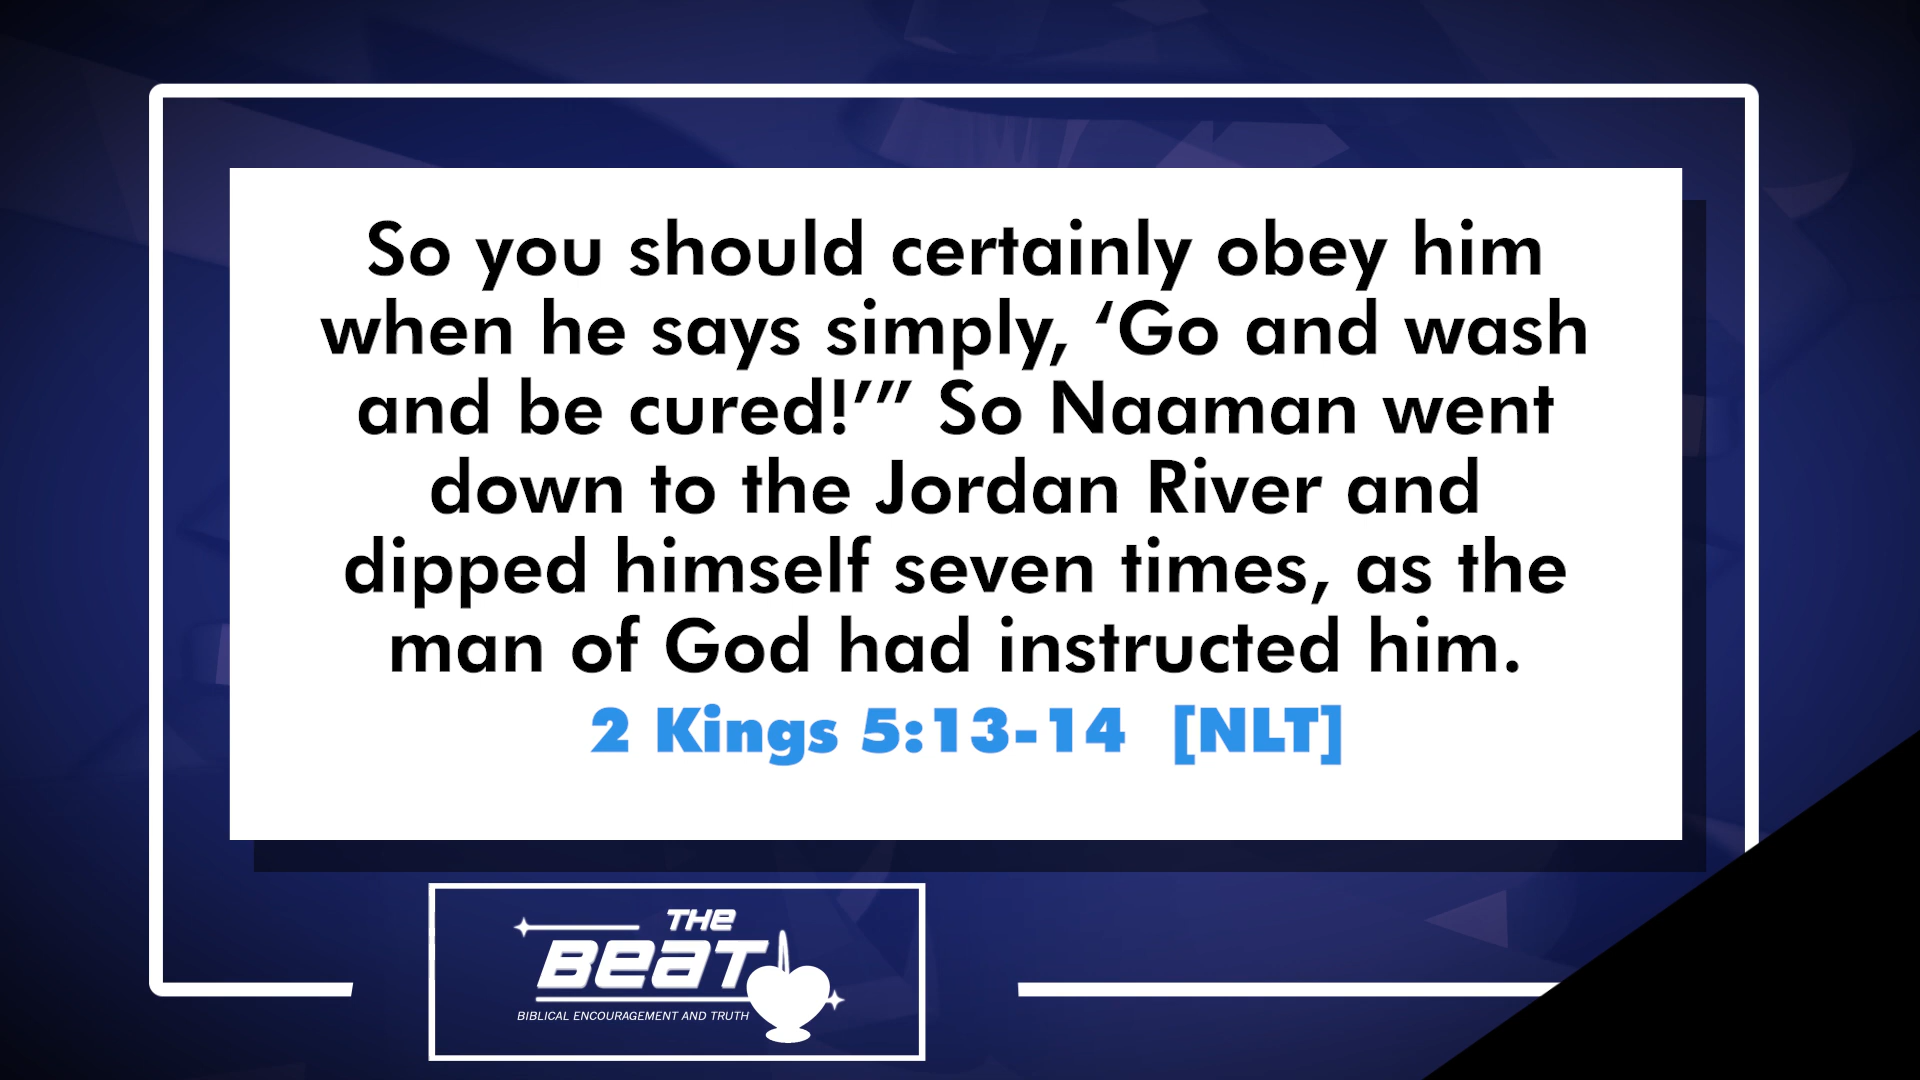 So you should certainly obey him
when he says simply, ‘Go and wash
and be cured!’” So Naaman went
down to the Jordan River and
dipped himself seven times, as the
man of God had instructed him.
2 Kings 5:13-14 [NLT]
THE
BEAT
BIBLICAL ENCOURAGEMENT AND TRUTH